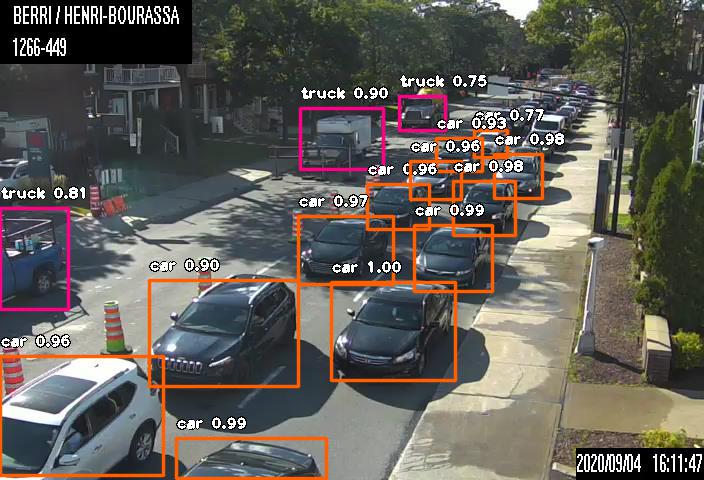 BERRI / HENRI-BOURASSA
1266-449
truck 0.75
truck 0.90
car 0.77
car 0.93
car 0.98
car 0.96
car 0.98
car 0.96
truck 0.81
car 0.97
car 0.99
car 0.90
car 1.00
car 0.96
car 0.99
2020/09/04 16:11:47